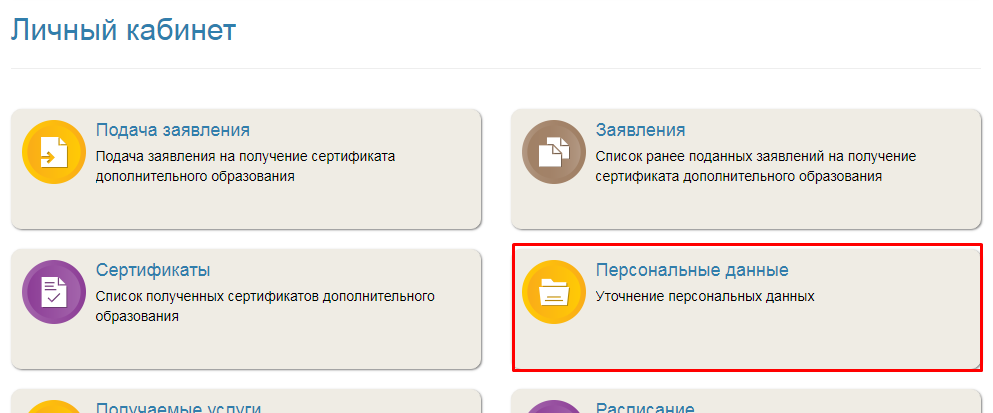 Личный кабинет
Подача заявления
Подача заявления на получение сертификата
дополнительного образования
Заявления
Список ранее поданных заявлений на получение
сертификата дополнительного образования
Сертификаты
Список полученных сертификатов дополнительного
образования
Персональные данные
Уточнение персональных данных
Получаемые услуги
Расписание